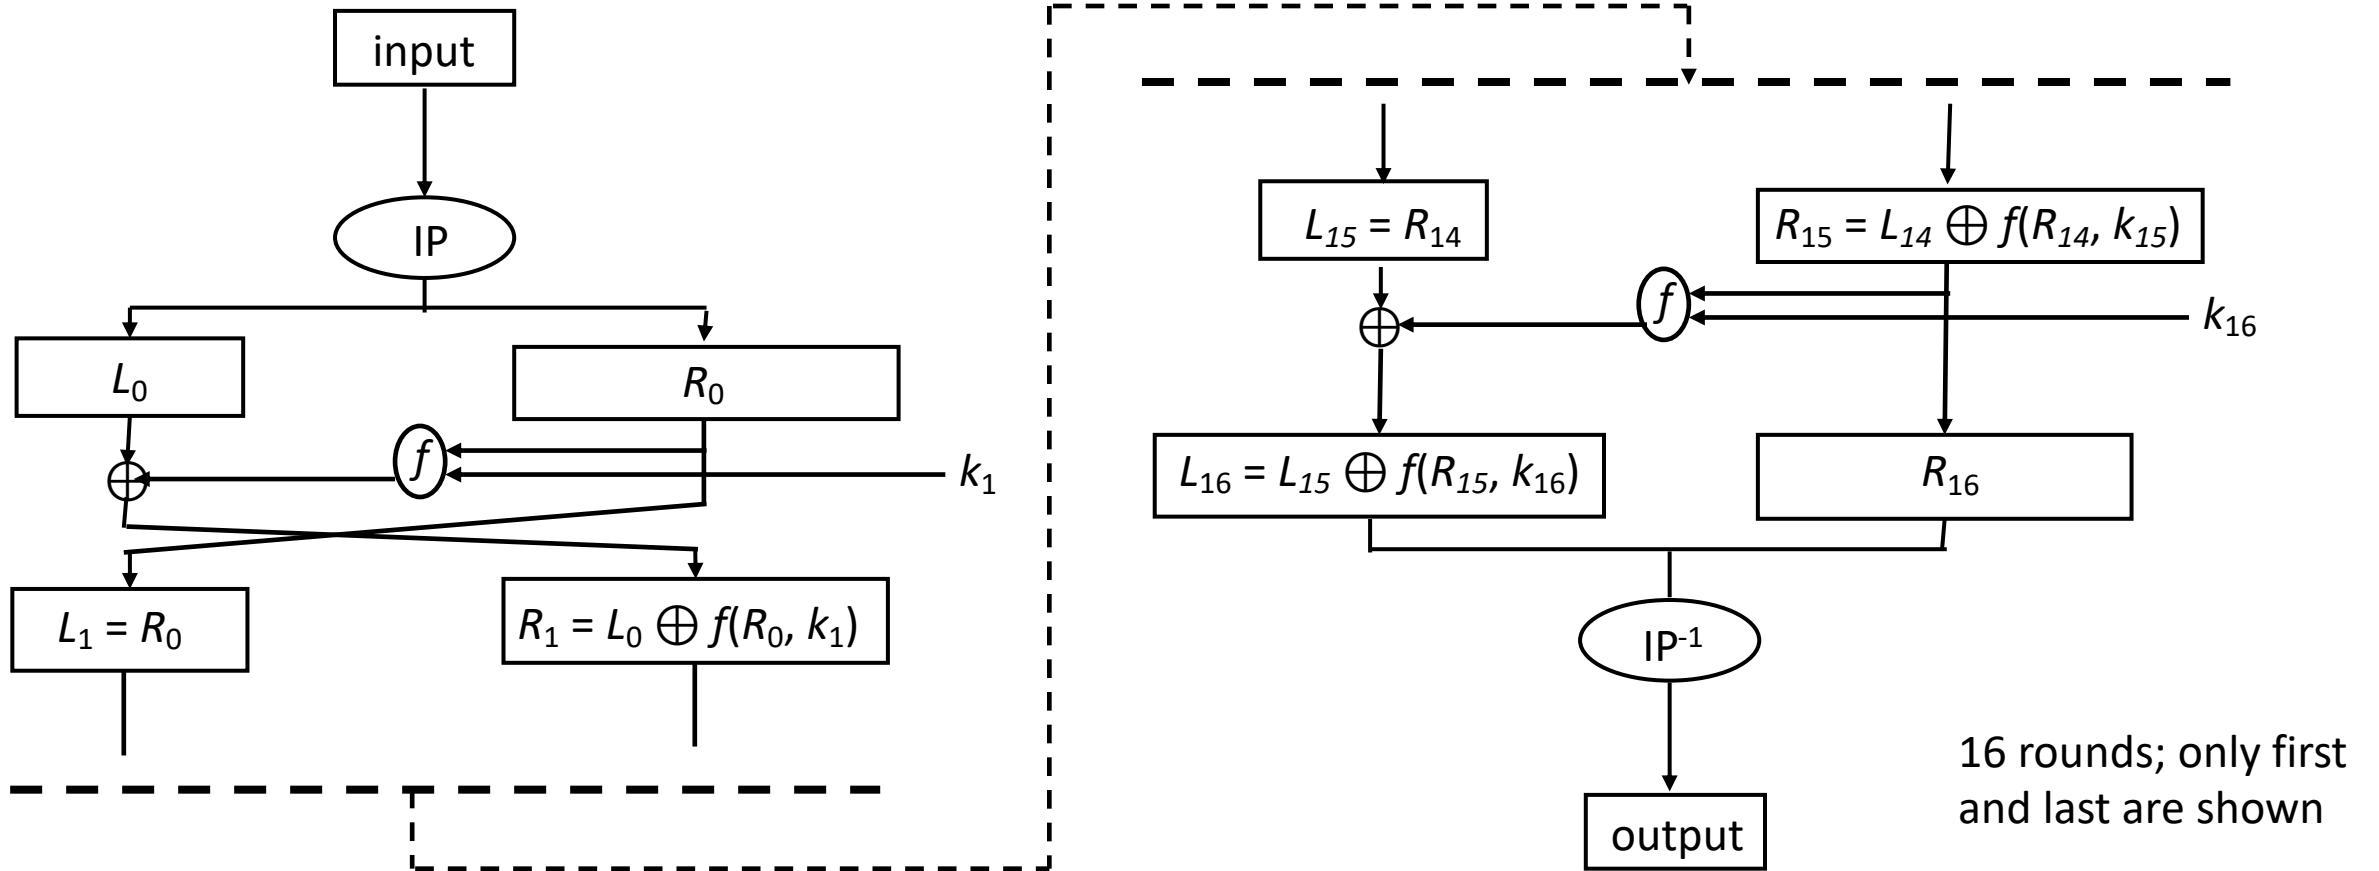 input
IP
L₀
R₀
f
k₁
L₁ = R₀
R₁ = L₀ ⊕ f(R₀, k₁)
L₁₅ = R₁₄
R₁₅ = L₁₄ ⊕ f(R₁₄, k₁₅)
f
k₁₆
L₁₆ = L₁₅ ⊕ f(R₁₅, k₁₆)
R₁₆
IP⁻¹
output
16 rounds; only first
and last are shown